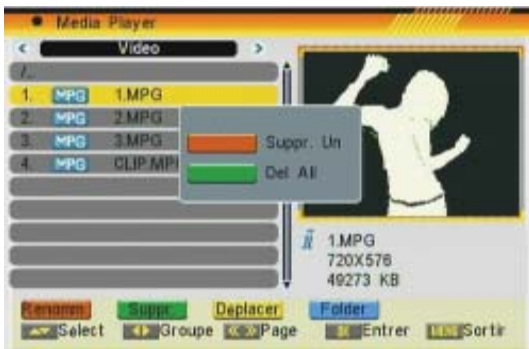 Media Player
Video
/..
1. MPG 1.MPG
2. MPG 2.MPG
3. MPG 3.MPG
4. MPG CLIP.MP
Suppr. Un
Del All
1.MPG
720X576
49273 KB
Renomm. Suppr. Deplacer Folder
Select Groupe Page Entrer MENU Sortir